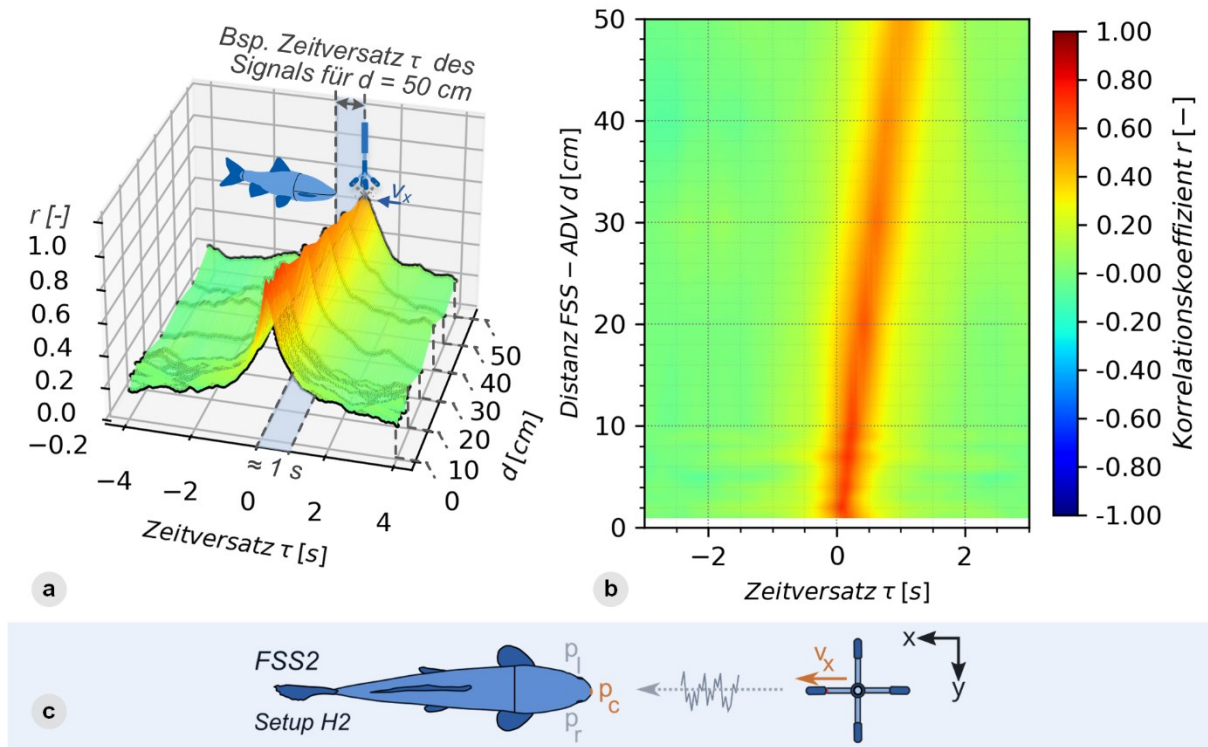 Bsp. Zeitversatz τ des
Signals für d = 50 cm
v_x
r [-]
1.0
0.8
0.6
0.4
0.2
0.0
−0.2
−4
−2
0
2
4
≈ 1 s
Zeitversatz τ [s]
0
10
20
30
40
50
d [cm]
a
50
40
30
20
10
0
Distanz FSS − ADV d [cm]
−2
0
2
Zeitversatz τ [s]
b
1.00
0.80
0.60
0.40
0.20
-0.00
-0.20
-0.40
-0.60
-0.80
-1.00
Korrelationskoeffizient r [−]
FSS2
Setup H2
p_l
p_c
p_r
v_x
x
y
c